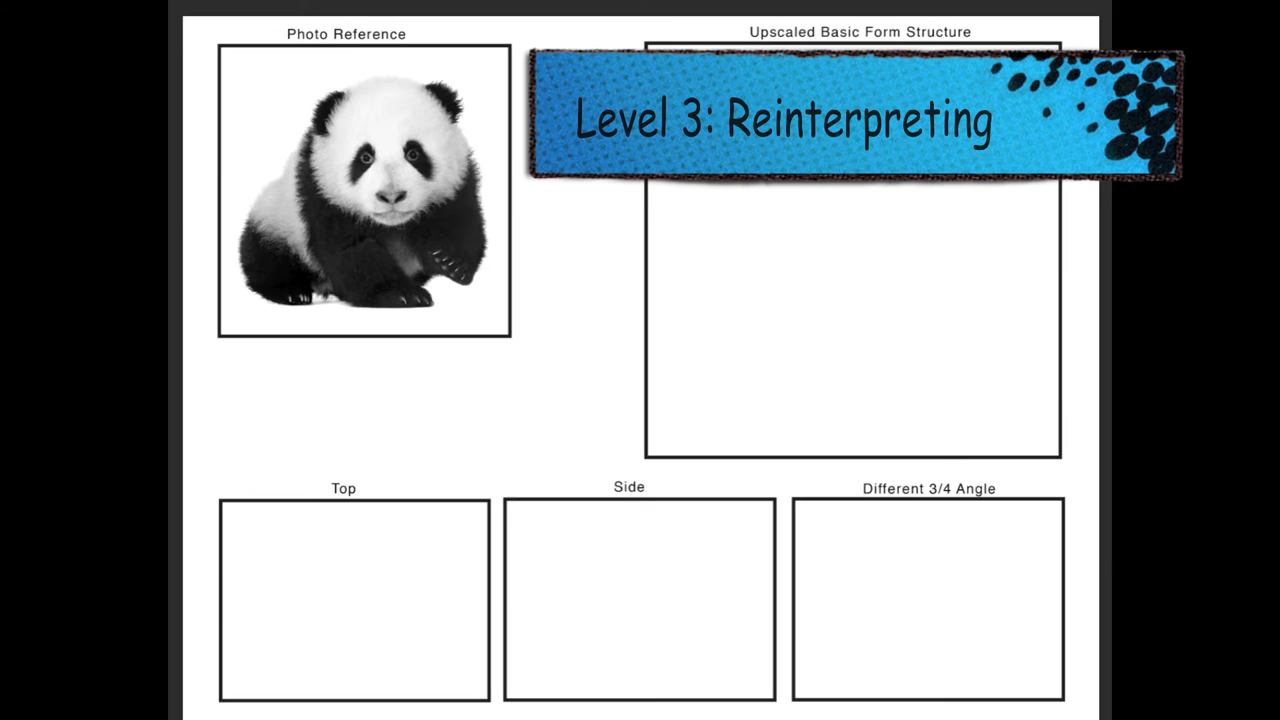 Photo Reference
Upscaled Basic Form Structure
Level 3: Reinterpreting
Top
Side
Different 3/4 Angle